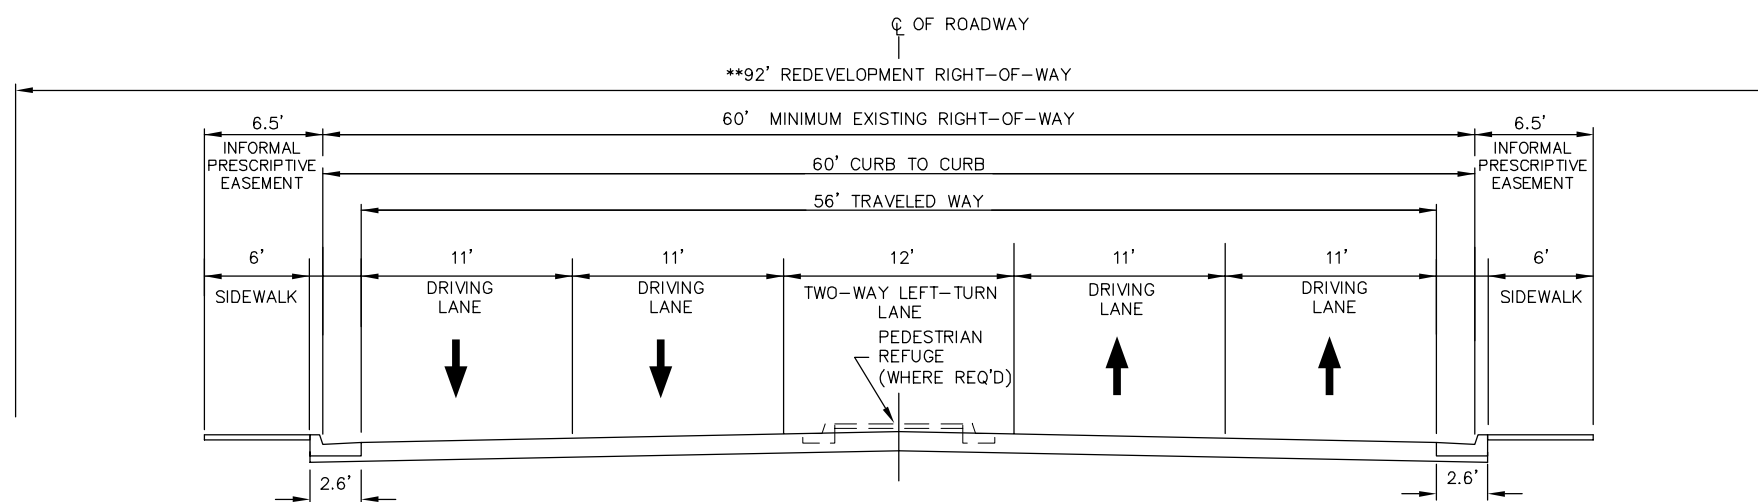 ℄ OF ROADWAY
**92' REDEVELOPMENT RIGHT-OF-WAY
6.5'
60' MINIMUM EXISTING RIGHT-OF-WAY
6.5'
INFORMAL
PRESCRIPTIVE
EASEMENT
INFORMAL
PRESCRIPTIVE
EASEMENT
60' CURB TO CURB
56' TRAVELED WAY
6'
SIDEWALK
11'
DRIVING
LANE
11'
DRIVING
LANE
12'
TWO-WAY LEFT-TURN
LANE
PEDESTRIAN
REFUGE
(WHERE REQ'D)
11'
DRIVING
LANE
11'
DRIVING
LANE
6'
SIDEWALK
2.6'
2.6'